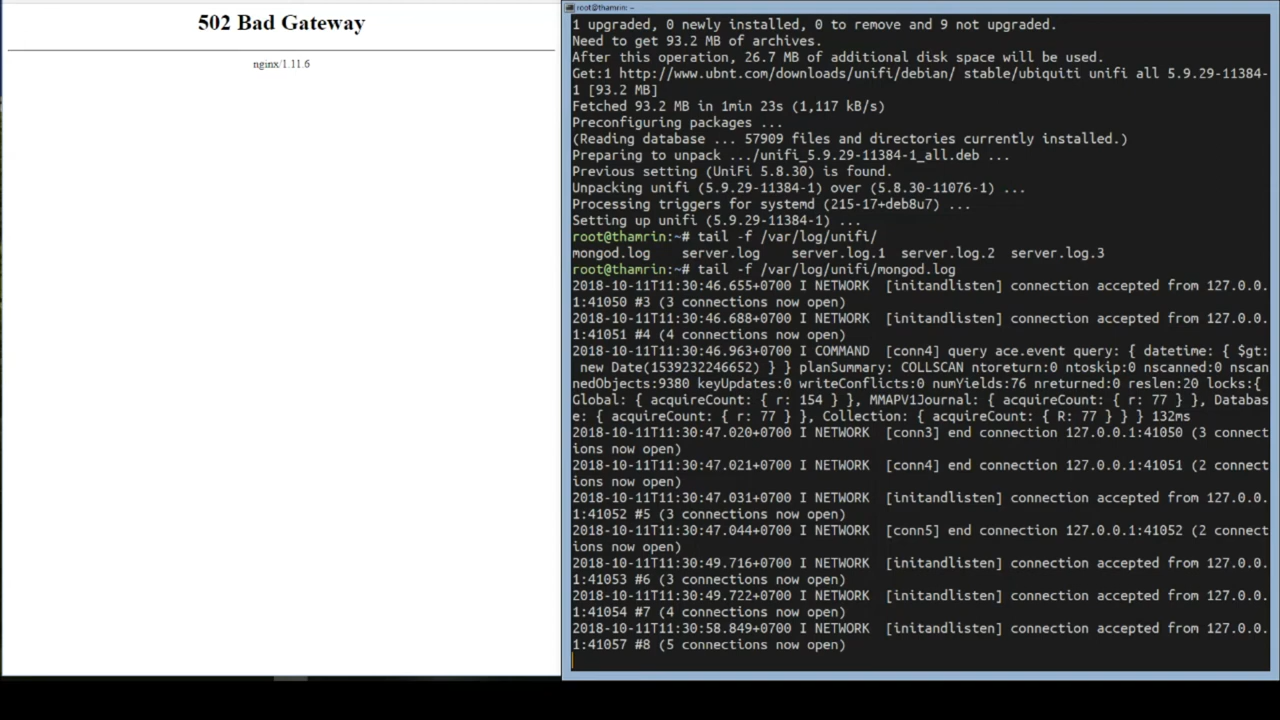 502 Bad Gateway
nginx/1.11.6
root@thamrin: ~
1 upgraded, 0 newly installed, 0 to remove and 9 not upgraded.
Need to get 93.2 MB of archives.
After this operation, 26.7 MB of additional disk space will be used.
Get:1 http://www.ubnt.com/downloads/unifi/debian/ stable/ubiquiti unifi all 5.9.29-11384-
1 [93.2 MB]
Fetched 93.2 MB in 1min 23s (1,117 kB/s)
Preconfiguring packages ...
(Reading database ... 57909 files and directories currently installed.)
Preparing to unpack .../unifi_5.9.29-11384-1_all.deb ...
Previous setting (UniFi 5.8.30) is found.
Unpacking unifi (5.9.29-11384-1) over (5.8.30-11076-1) ...
Processing triggers for systemd (215-17+deb8u7) ...
Setting up unifi (5.9.29-11384-1) ...
root@thamrin:~# tail -f /var/log/unifi/
mongod.log    server.log    server.log.1  server.log.2  server.log.3
root@thamrin:~# tail -f /var/log/unifi/mongod.log
2018-10-11T11:30:46.655+0700 I NETWORK  [initandlisten] connection accepted from 127.0.0.
1:41050 #3 (3 connections now open)
2018-10-11T11:30:46.688+0700 I NETWORK  [initandlisten] connection accepted from 127.0.0.
1:41051 #4 (4 connections now open)
2018-10-11T11:30:46.963+0700 I COMMAND  [conn4] query ace.event query: { datetime: { $gt:
 new Date(1539232246652) } } planSummary: COLLSCAN ntoreturn:0 ntoskip:0 nscanned:0 nscan
nedObjects:9380 keyUpdates:0 writeConflicts:0 numYields:76 nreturned:0 reslen:20 locks:{
Global: { acquireCount: { r: 154 } }, MMAPV1Journal: { acquireCount: { r: 77 } }, Databas
e: { acquireCount: { r: 77 } }, Collection: { acquireCount: { R: 77 } } } 132ms
2018-10-11T11:30:47.020+0700 I NETWORK  [conn3] end connection 127.0.0.1:41050 (3 connect
ions now open)
2018-10-11T11:30:47.021+0700 I NETWORK  [conn4] end connection 127.0.0.1:41051 (2 connect
ions now open)
2018-10-11T11:30:47.031+0700 I NETWORK  [initandlisten] connection accepted from 127.0.0.
1:41052 #5 (3 connections now open)
2018-10-11T11:30:47.044+0700 I NETWORK  [conn5] end connection 127.0.0.1:41052 (2 connect
ions now open)
2018-10-11T11:30:49.716+0700 I NETWORK  [initandlisten] connection accepted from 127.0.0.
1:41053 #6 (3 connections now open)
2018-10-11T11:30:49.722+0700 I NETWORK  [initandlisten] connection accepted from 127.0.0.
1:41054 #7 (4 connections now open)
2018-10-11T11:30:58.849+0700 I NETWORK  [initandlisten] connection accepted from 127.0.0.
1:41057 #8 (5 connections now open)